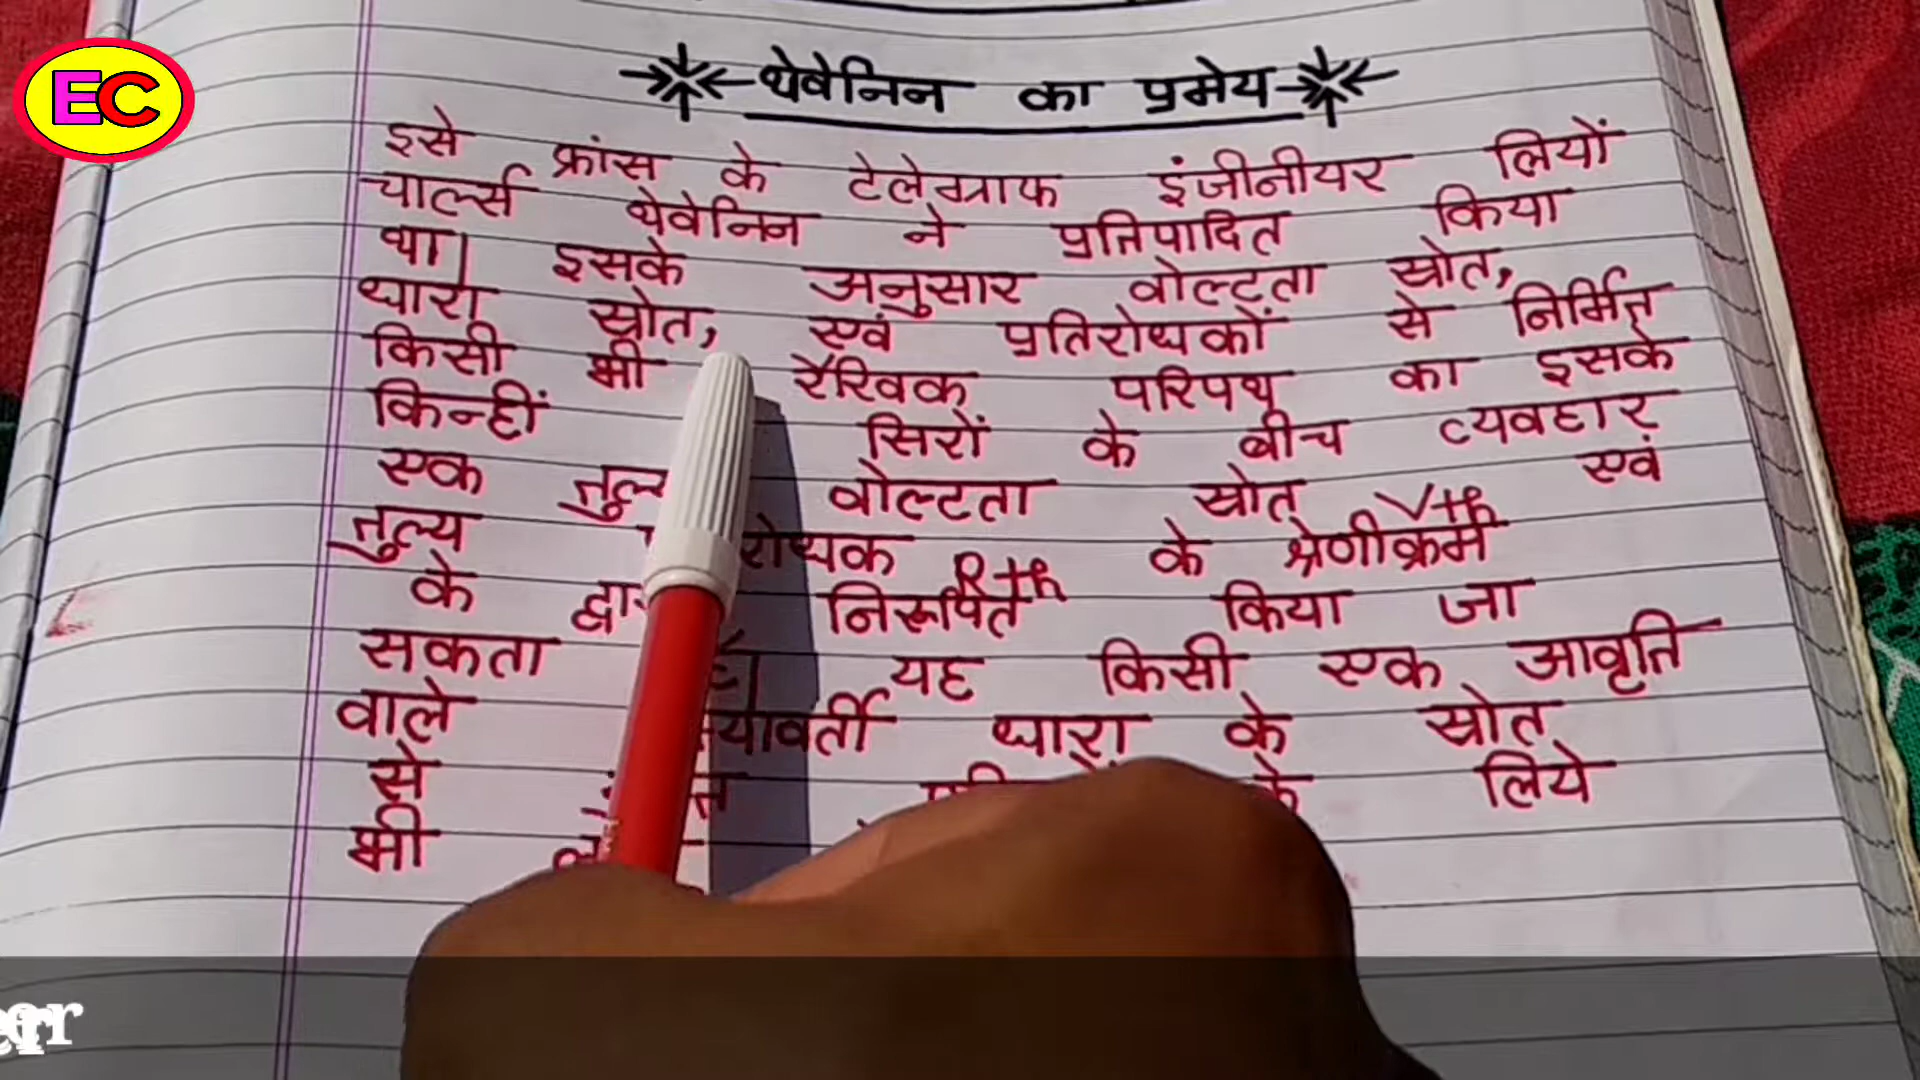 EC
थेवेनिन का प्रमेय
इसे फ्रांस के टेलेग्राफ इंजीनीयर लियों
चार्ल्स थेवेनिन ने प्रतिपादित किया
था। इसके अनुसार वोल्टता स्रोत,
धारा स्रोत, एवं प्रतिरोधकों से निर्मित
किसी भी रैखिक परिपथ का इसके
किन्हीं सिरों के बीच व्यवहार
एक वोल्टता स्रोत Vth एवं
तुल्य Rth के श्रेणीक्रम
के निरूपित किया जा
सकता यह किसी एक आवृत्ति
वाले धारा के स्रोत
से लिये
भी